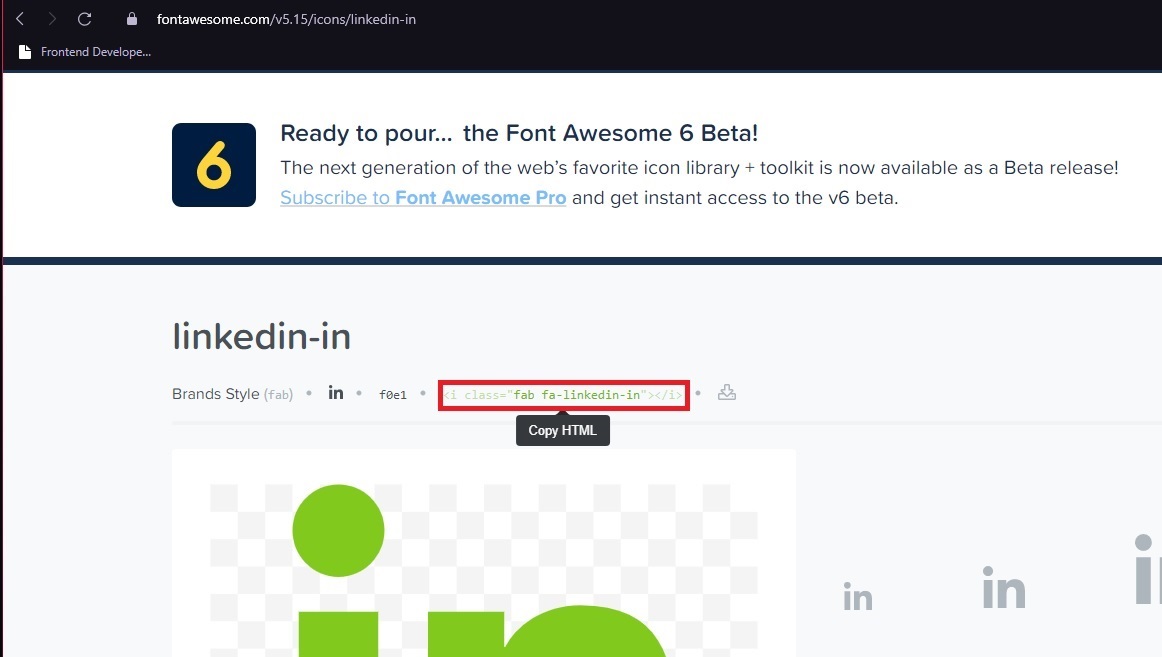 fontawesome.com/v5.15/icons/linkedin-in
Frontend Develope...
6
Ready to pour... the Font Awesome 6 Beta!
The next generation of the web's favorite icon library + toolkit is now available as a Beta release!
Subscribe to Font Awesome Pro and get instant access to the v6 beta.
linkedin-in
Brands Style (fab) • in • f0e1 • <i class="fab fa-linkedin-in"></i> •
Copy HTML
in
in
in